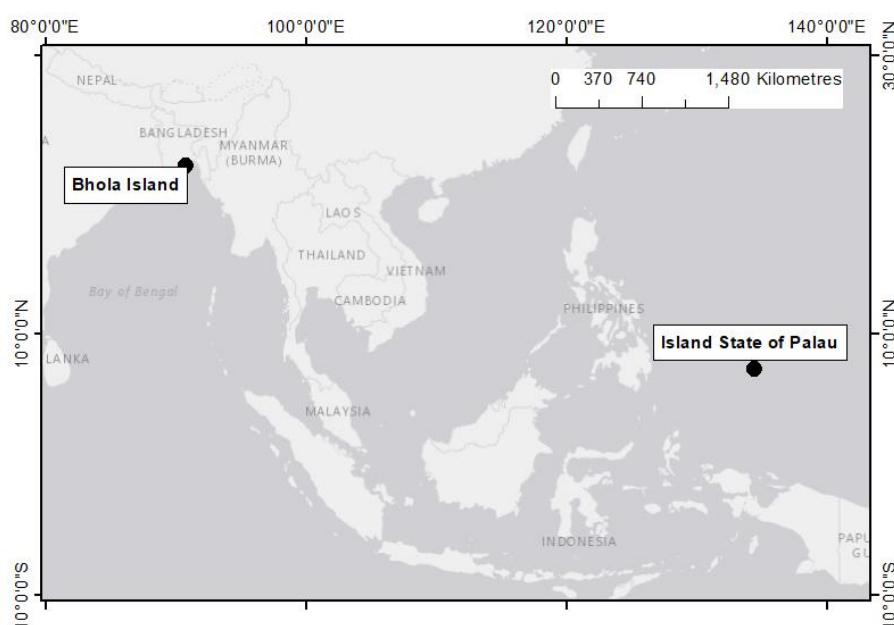 80°0'0"E 100°0'0"E 120°0'0"E 140°0'0"E
30°0'0"N
0 370 740 1,480 Kilometres
NEPAL
BANGLADESH
A
MYANMAR
(BURMA)
Bhola Island
LAOS
THAILAND
VIETNAM
Bay of Bengal
CAMBODIA
PHILIPPINES
10°0'0"N
10°0'0"N
Island State of Palau
LANKA
MALAYSIA
INDONESIA
PAPU
GU
10°0'0"S
10°0'0"S